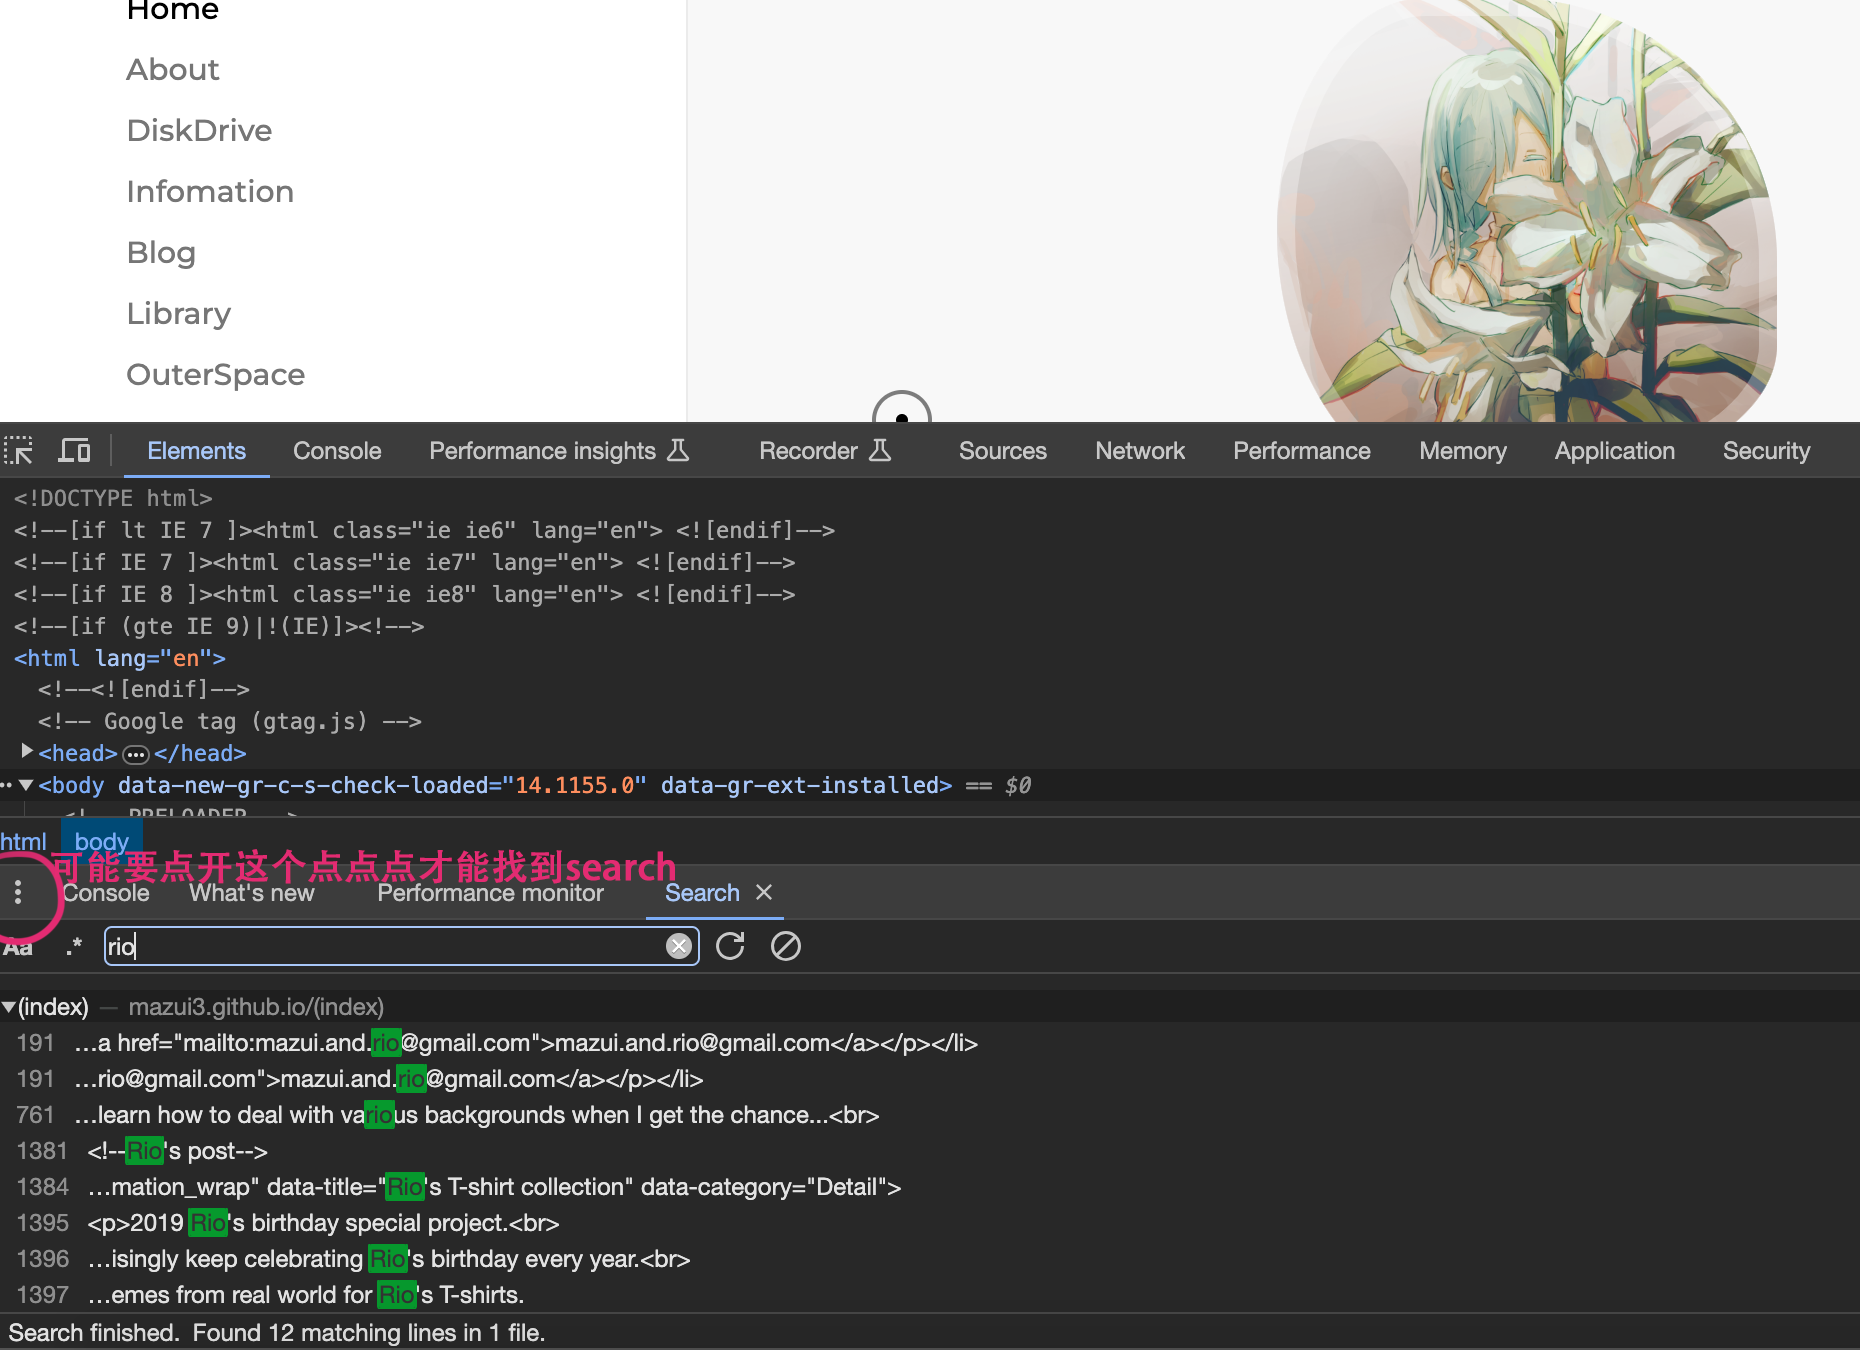 Home
About
DiskDrive
Infomation
Blog
Library
OuterSpace
Elements Console Performance insights Recorder Sources Network Performance Memory Application Security
<!DOCTYPE html>
<!--[if lt IE 7 ]><html class="ie ie6" lang="en"> <![endif]-->
<!--[if IE 7 ]><html class="ie ie7" lang="en"> <![endif]-->
<!--[if IE 8 ]><html class="ie ie8" lang="en"> <![endif]-->
<!--[if (gte IE 9)|!(IE)]><!-->
<html lang="en">
<!--<![endif]-->
<!-- Google tag (gtag.js) -->
<head>…</head>
<body data-new-gr-c-s-check-loaded="14.1155.0" data-gr-ext-installed> == $0
<!-- PRELOADER -->
html body
可能要点开这个点点点才能找到search
Console What's new Performance monitor Search
Aa .* rio
(index) — mazui3.github.io/(index)
191 …a href="mailto:mazui.and.rio@gmail.com">mazui.and.rio@gmail.com</a></p></li>
191 …rio@gmail.com">mazui.and.rio@gmail.com</a></p></li>
761 …learn how to deal with various backgrounds when I get the chance...<br>
1381 <!--Rio's post-->
1384 …mation_wrap" data-title="Rio's T-shirt collection" data-category="Detail">
1395 <p>2019 Rio's birthday special project.<br>
1396 …isingly keep celebrating Rio's birthday every year.<br>
1397 …emes from real world for Rio's T-shirts.
Search finished. Found 12 matching lines in 1 file.